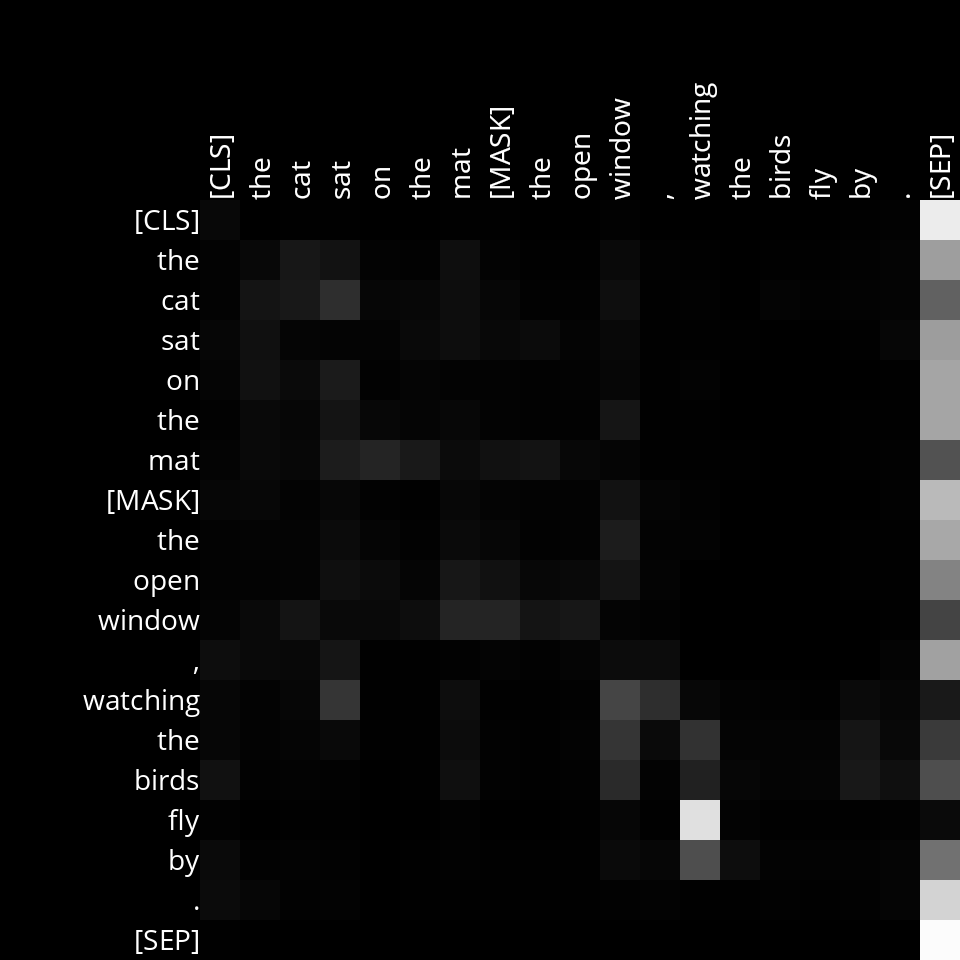 [CLS] the cat sat on the mat [MASK] the open window , watching the birds fly by . [SEP]
[CLS]
the
cat
sat
on
the
mat
[MASK]
the
open
window
,
watching
the
birds
fly
by
.
[SEP]